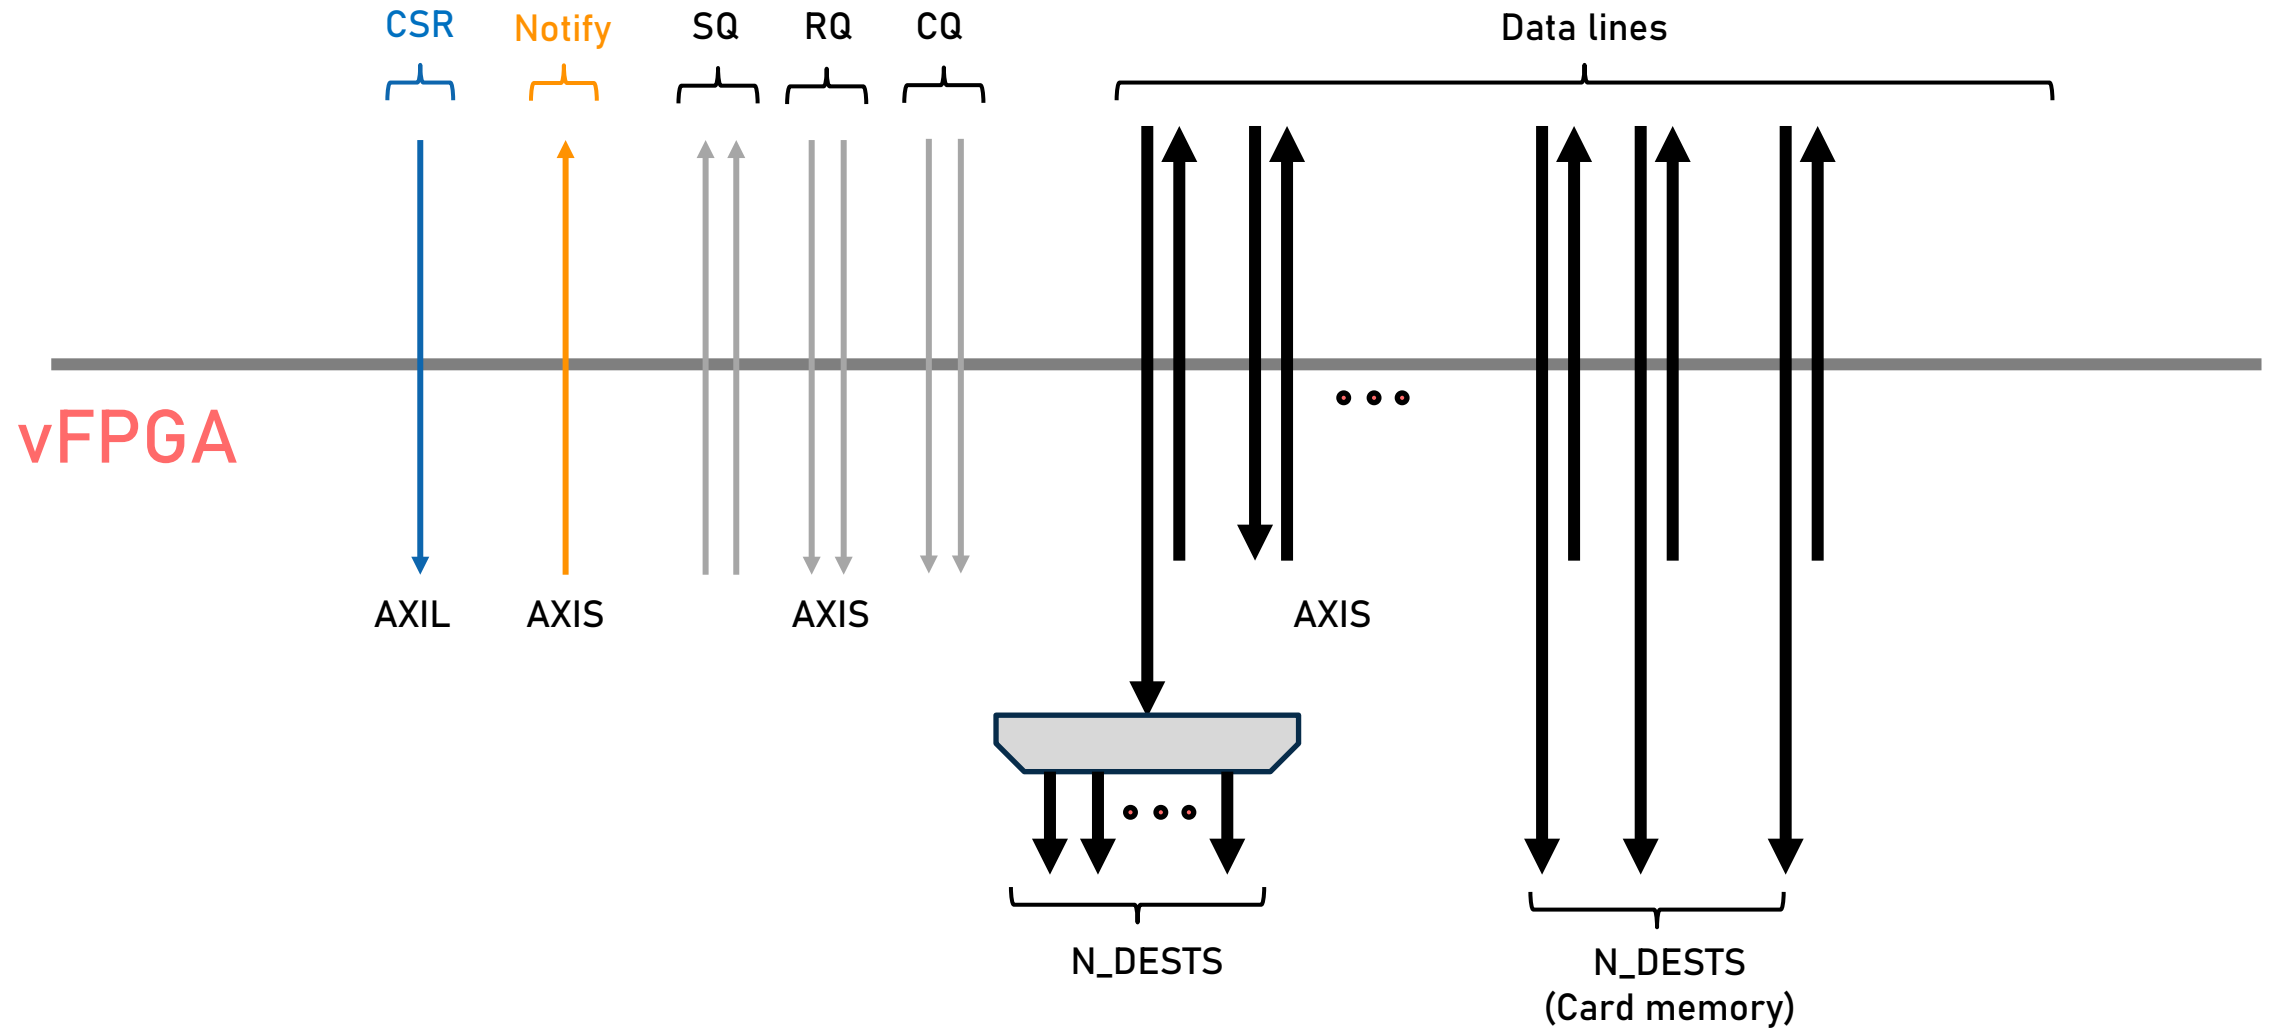 CSR
Notify
SQ
RQ
CQ
Data lines
vFPGA
AXIL
AXIS
AXIS
AXIS
N_DESTS
N_DESTS
(Card memory)